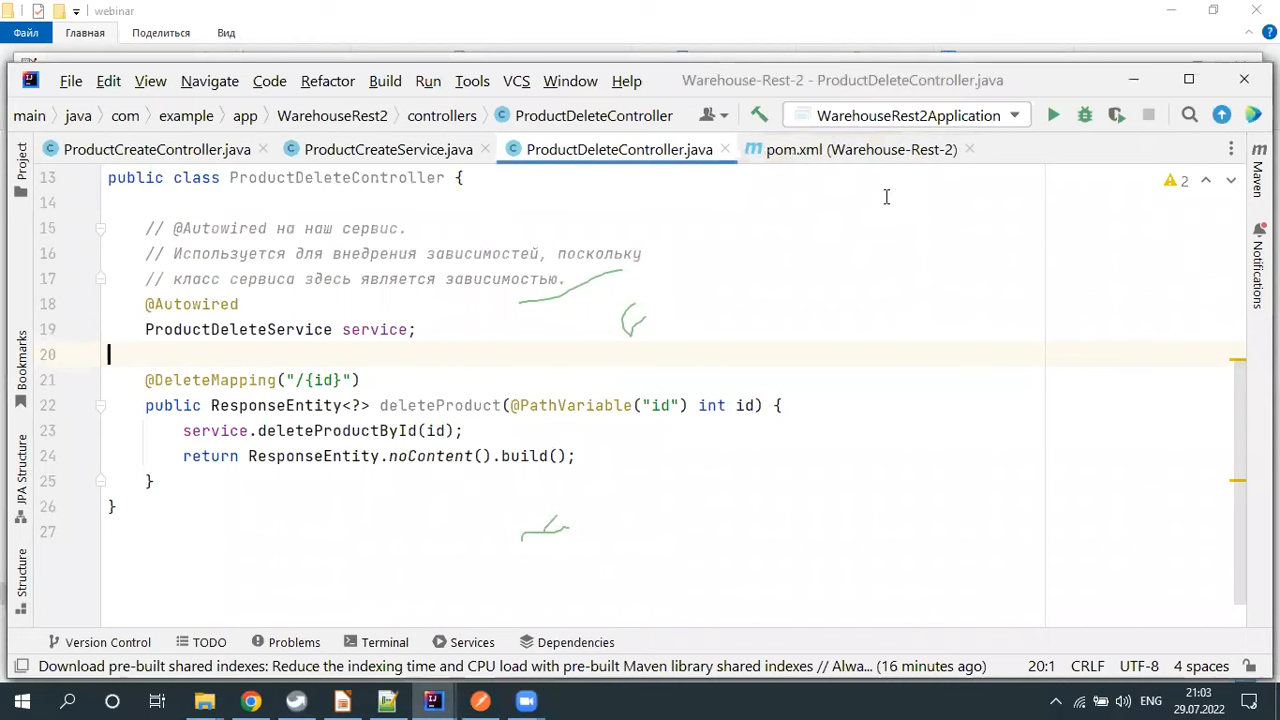 webinar
Файл Главная Поделиться Вид
File Edit View Navigate Code Refactor Build Run Tools VCS Window Help Warehouse-Rest-2 - ProductDeleteController.java
main java com example app WarehouseRest2 controllers ProductDeleteController WarehouseRest2Application
ProductCreateController.java ProductCreateService.java ProductDeleteController.java pom.xml (Warehouse-Rest-2)
Project
Bookmarks
JPA Structure
Structure
13 public class ProductDeleteController {
14
15 // @Autowired на наш сервис.
16 // Используется для внедрения зависимостей, поскольку
17 // класс сервиса здесь является зависимостью.
18 @Autowired
19 ProductDeleteService service;
20
21 @DeleteMapping("/{id}")
22 public ResponseEntity<?> deleteProduct(@PathVariable("id") int id) {
23 service.deleteProductById(id);
24 return ResponseEntity.noContent().build();
25 }
26 }
27
2
Maven
Notifications
Version Control TODO Problems Terminal Services Dependencies
Download pre-built shared indexes: Reduce the indexing time and CPU load with pre-built Maven library shared indexes // Alwa... (16 minutes ago) 20:1 CRLF UTF-8 4 spaces
ENG 21:03
29.07.2022